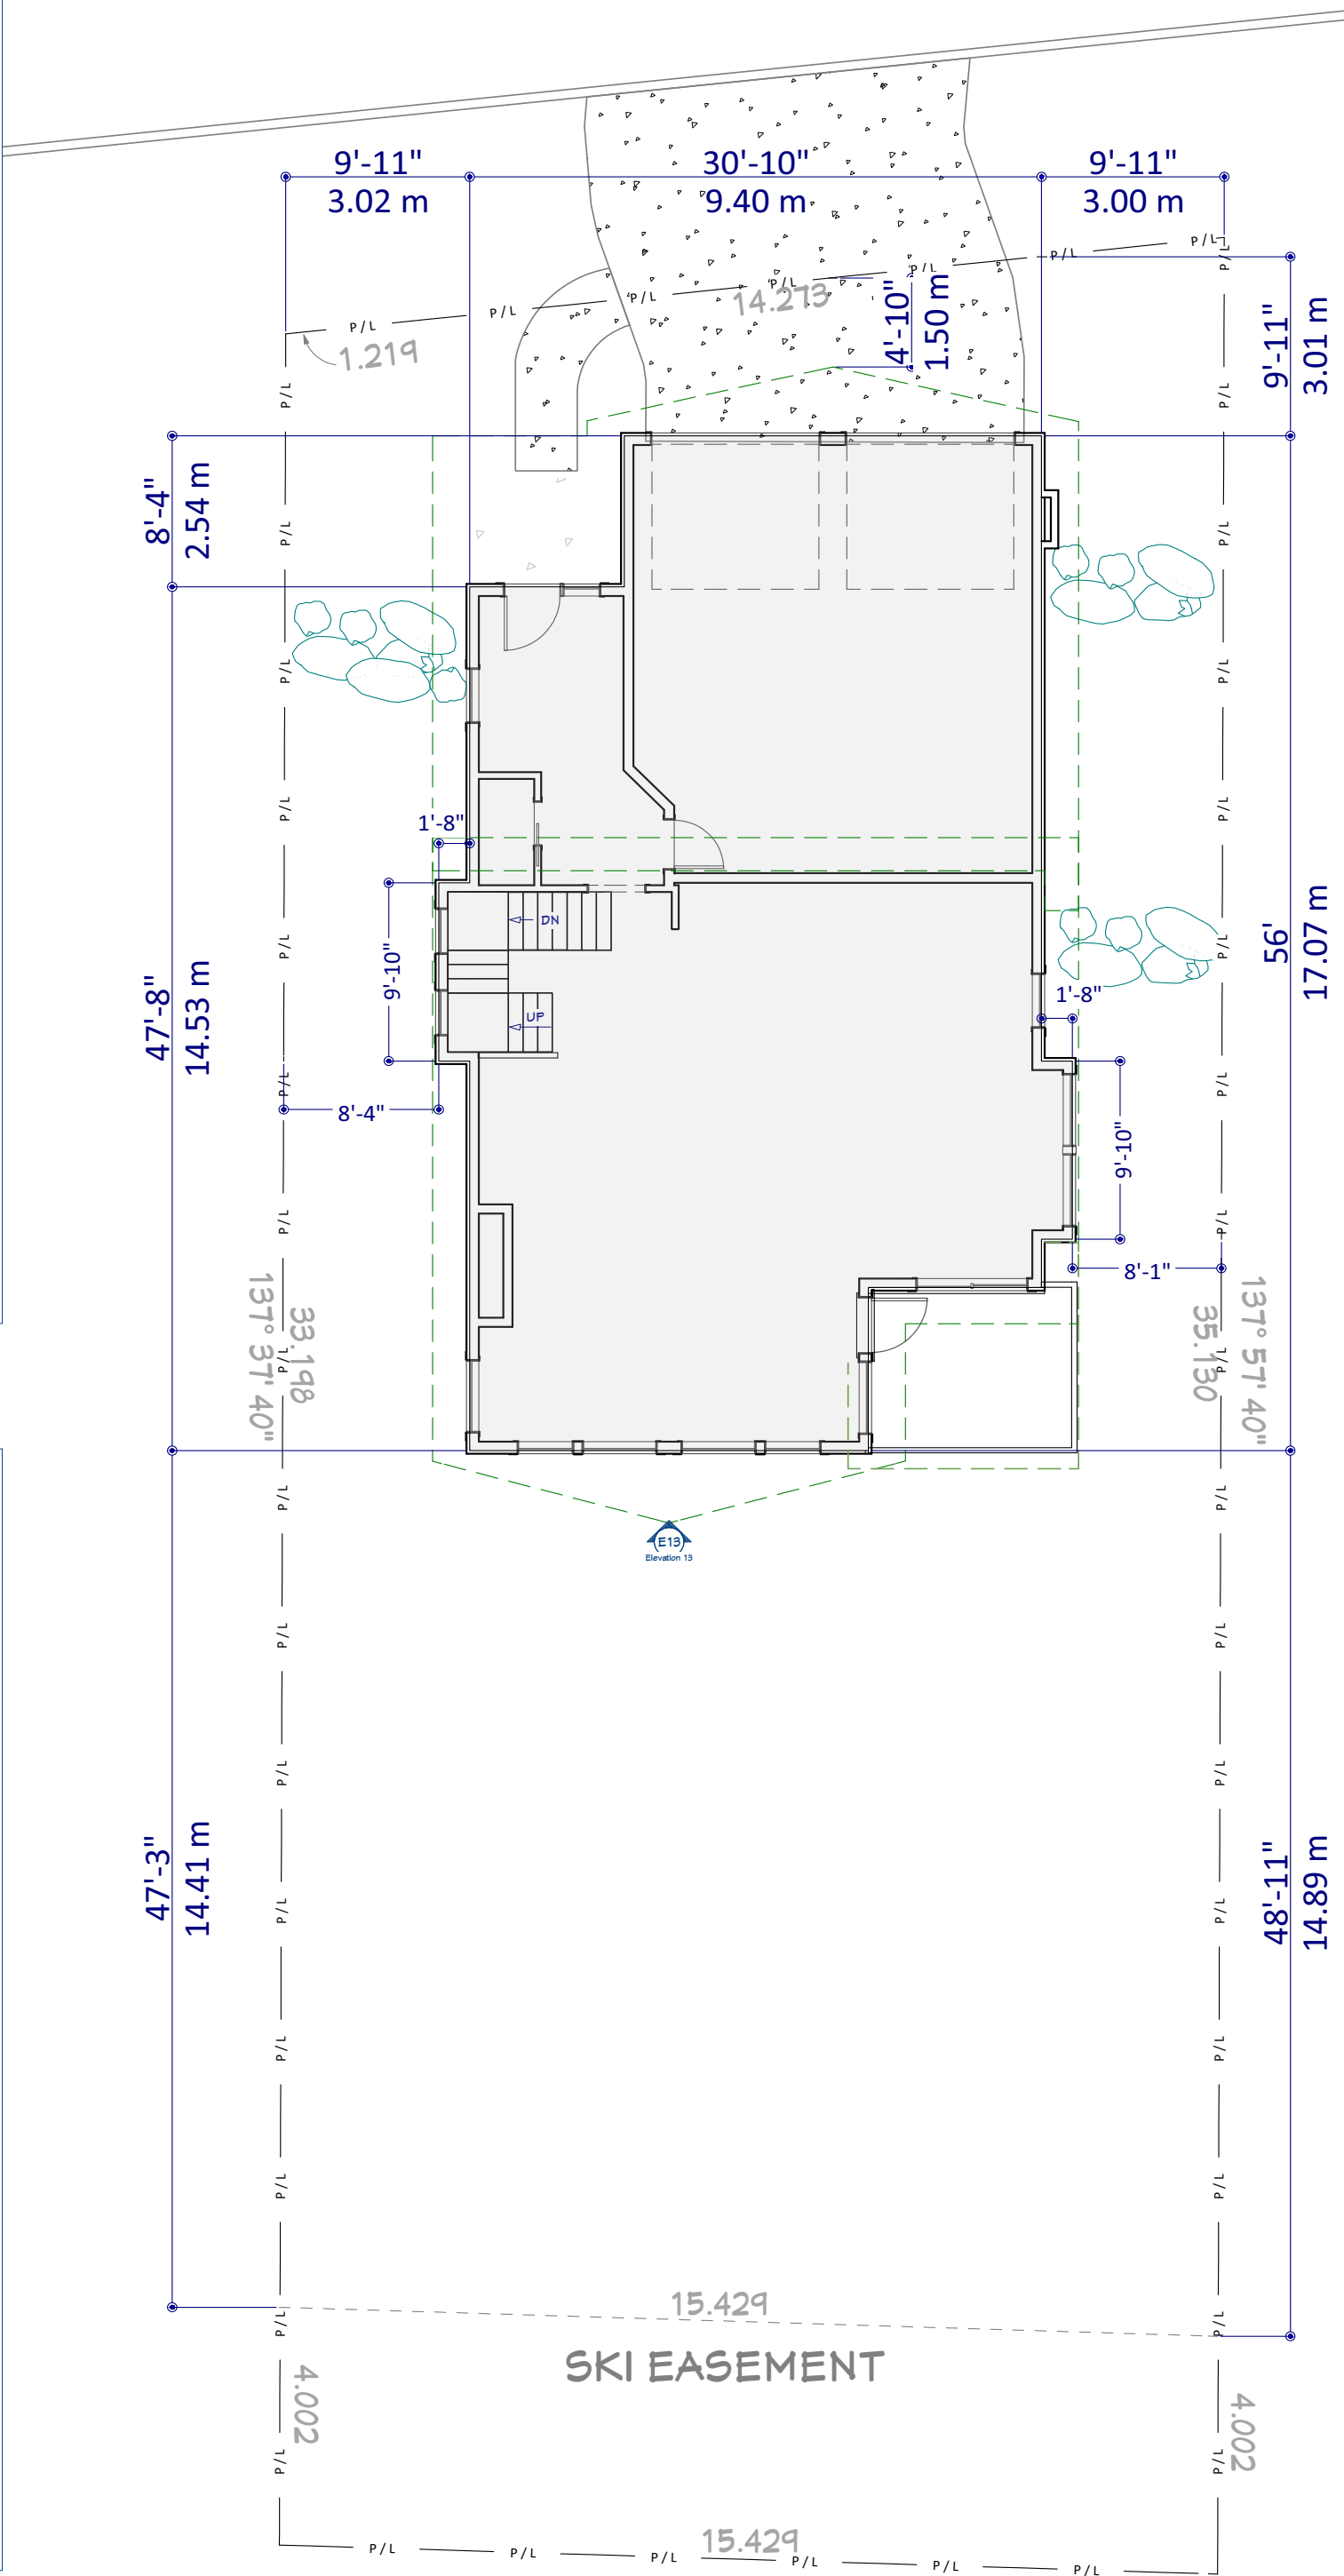 9'-11"
30'-10"
9'-11"
3.02 m
9.40 m
3.00 m
P/L
P/L
P/L
P/L
P/L
P/L
P/L
P/L
14.273
1.219
4'-10"
1.50 m
9'-11"
3.01 m
P/L
P/L
8'-4"
2.54 m
P/L
P/L
P/L
P/L
P/L
P/L
1'-8"
DN
9'-10"
UP
P/L
P/L
56'
17.07 m
1'-8"
47'-8"
14.53 m
P/L
P/L
8'-4"
9'-10"
P/L
P/L
8'-1"
137° 37' 40"
33.198
P/L
35.130
P/L
137° 57' 40"
P/L
P/L
E13
Elevation 13
P/L
P/L
P/L
P/L
47'-3"
14.41 m
48'-11"
14.89 m
P/L
P/L
P/L
P/L
P/L
P/L
15.429
P/L
P/L
SKI EASEMENT
4.002
4.002
P/L
P/L
15.429
P/L
P/L
P/L
P/L
P/L
P/L